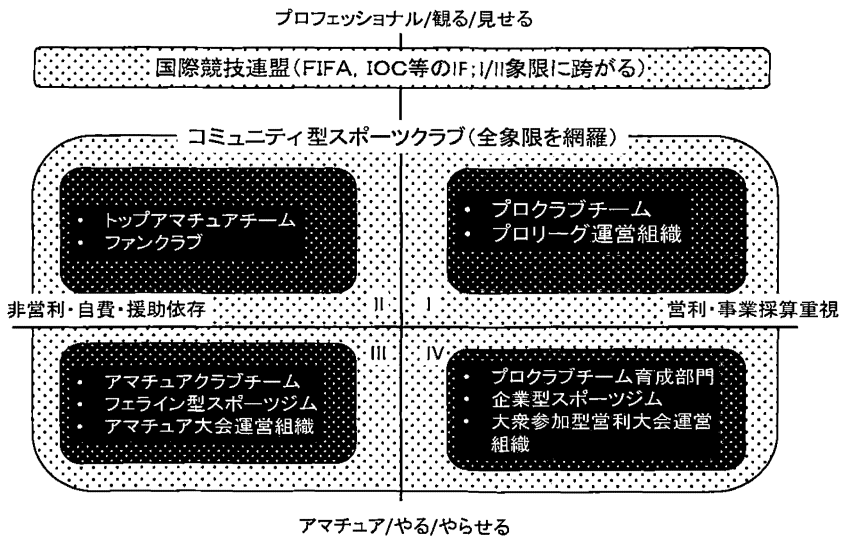 プロフェッショナル/観る/見せる
国際競技連盟(FIFA, IOC等のIF;I/II象限に跨がる)
コミュニティ型スポーツクラブ(全象限を網羅)
・ トップアマチュアチーム
・ ファンクラブ
・ プロクラブチーム
・ プロリーグ運営組織
非営利・自費・援助依存
II
I
営利・事業採算重視
III
IV
・ アマチュアクラブチーム
・ フェライン型スポーツジム
・ アマチュア大会運営組織
・ プロクラブチーム育成部門
・ 企業型スポーツジム
・ 大衆参加型営利大会運営
組織
アマチュア/やる/やらせる